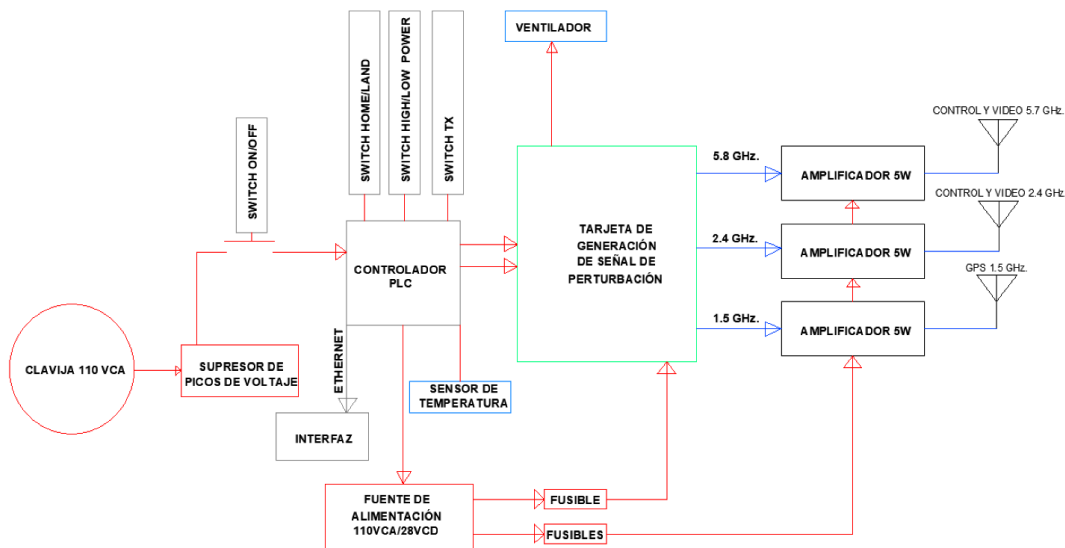 VENTILADOR
SWITCH HOME/LAND
SWITCH HIGH/LOW POWER
SWITCH TX
SWITCH ON/OFF
CONTROL Y VIDEO 5.7 GHz.
5.8 GHz.
AMPLIFICADOR 5W
CONTROL Y VIDEO 2.4 GHz.
TARJETA DE
GENERACIÓN
DE SEÑAL DE
PERTURBACIÓN
2.4 GHz.
AMPLIFICADOR 5W
CONTROLADOR
PLC
GPS 1.5 GHz.
1.5 GHz.
AMPLIFICADOR 5W
CLAVIJA 110 VCA
SUPRESOR DE
PICOS DE VOLTAJE
ETHERNET
SENSOR DE
TEMPERATURA
INTERFAZ
FUENTE DE
ALIMENTACIÓN
110VCA/28VCD
FUSIBLE
FUSIBLES